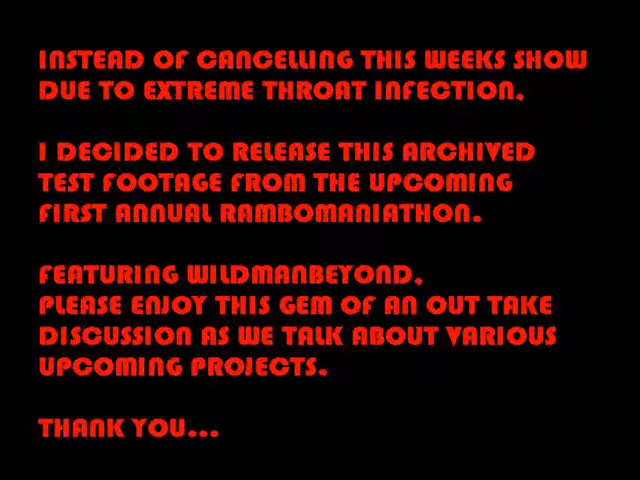 INSTEAD OF CANCELLING THIS WEEKS SHOW
DUE TO EXTREME THROAT INFECTION,
I DECIDED TO RELEASE THIS ARCHIVED
TEST FOOTAGE FROM THE UPCOMING
FIRST ANNUAL RAMBOMANIATHON.
FEATURING WILDMANBEYOND,
PLEASE ENJOY THIS GEM OF AN OUT TAKE
DISCUSSION AS WE TALK ABOUT VARIOUS
UPCOMING PROJECTS.
THANK YOU...